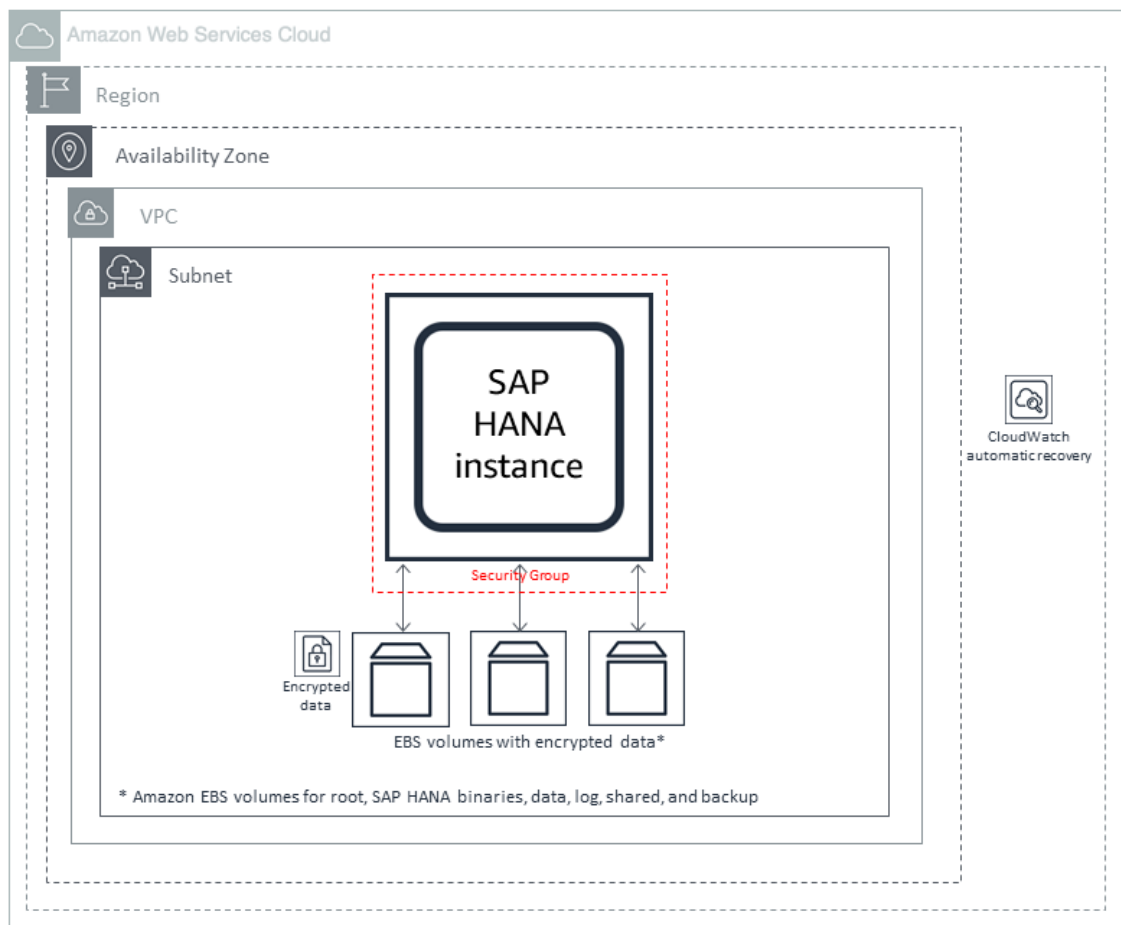 Amazon Web Services Cloud
Region
Availability Zone
VPC
Subnet
SAP
HANA
instance
CloudWatch
automatic recovery
Security Group
Encrypted
data
EBS volumes with encrypted data*
* Amazon EBS volumes for root, SAP HANA binaries, data, log, shared, and backup